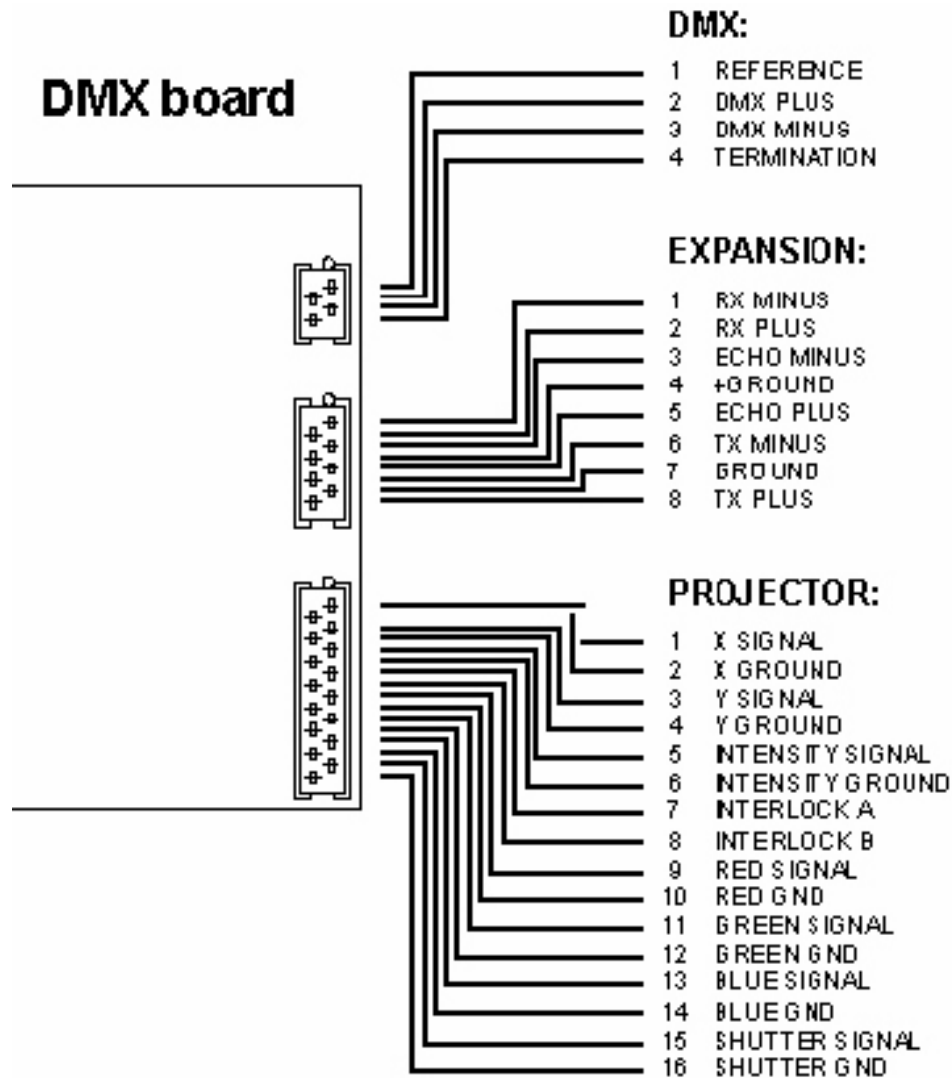 DMX board
DMX:
1 REFERENCE
2 DMX PLUS
3 DMX MINUS
4 TERMINATION
EXPANSION:
1 RX MINUS
2 RX PLUS
3 ECHO MINUS
4 +GROUND
5 ECHO PLUS
6 TX MINUS
7 GROUND
8 TX PLUS
PROJECTOR:
1 X SIGNAL
2 X GROUND
3 Y SIGNAL
4 Y GROUND
5 INTENSITY SIGNAL
6 INTENSITY GROUND
7 INTERLOCK A
8 INTERLOCK B
9 RED SIGNAL
10 RED GND
11 GREEN SIGNAL
12 GREEN GND
13 BLUE SIGNAL
14 BLUE GND
15 SHUTTER SIGNAL
16 SHUTTER GND